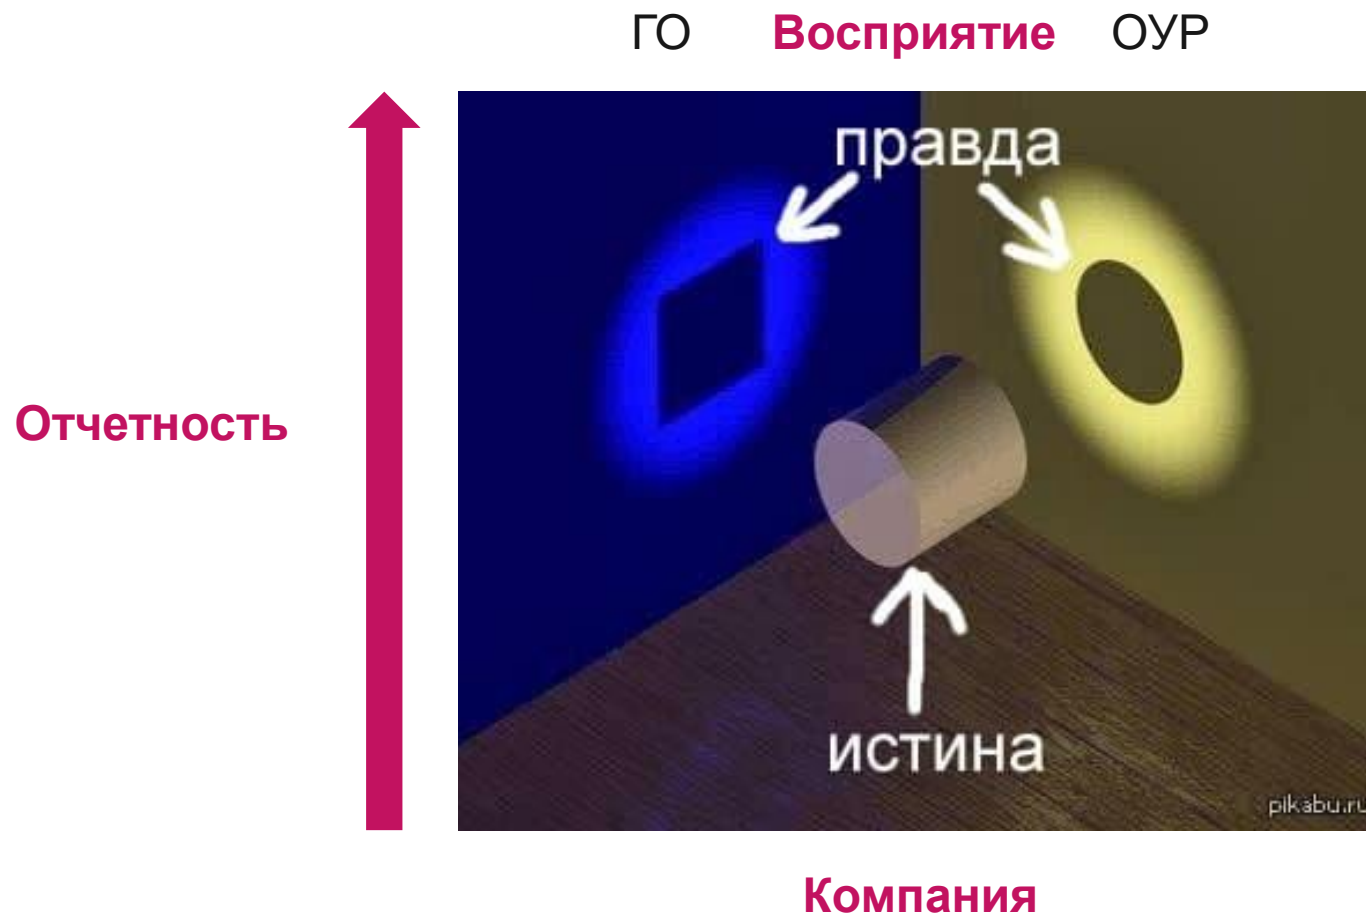 ГО Восприятие ОУР
правда
Отчетность
истина
pikabu.ru
Компания